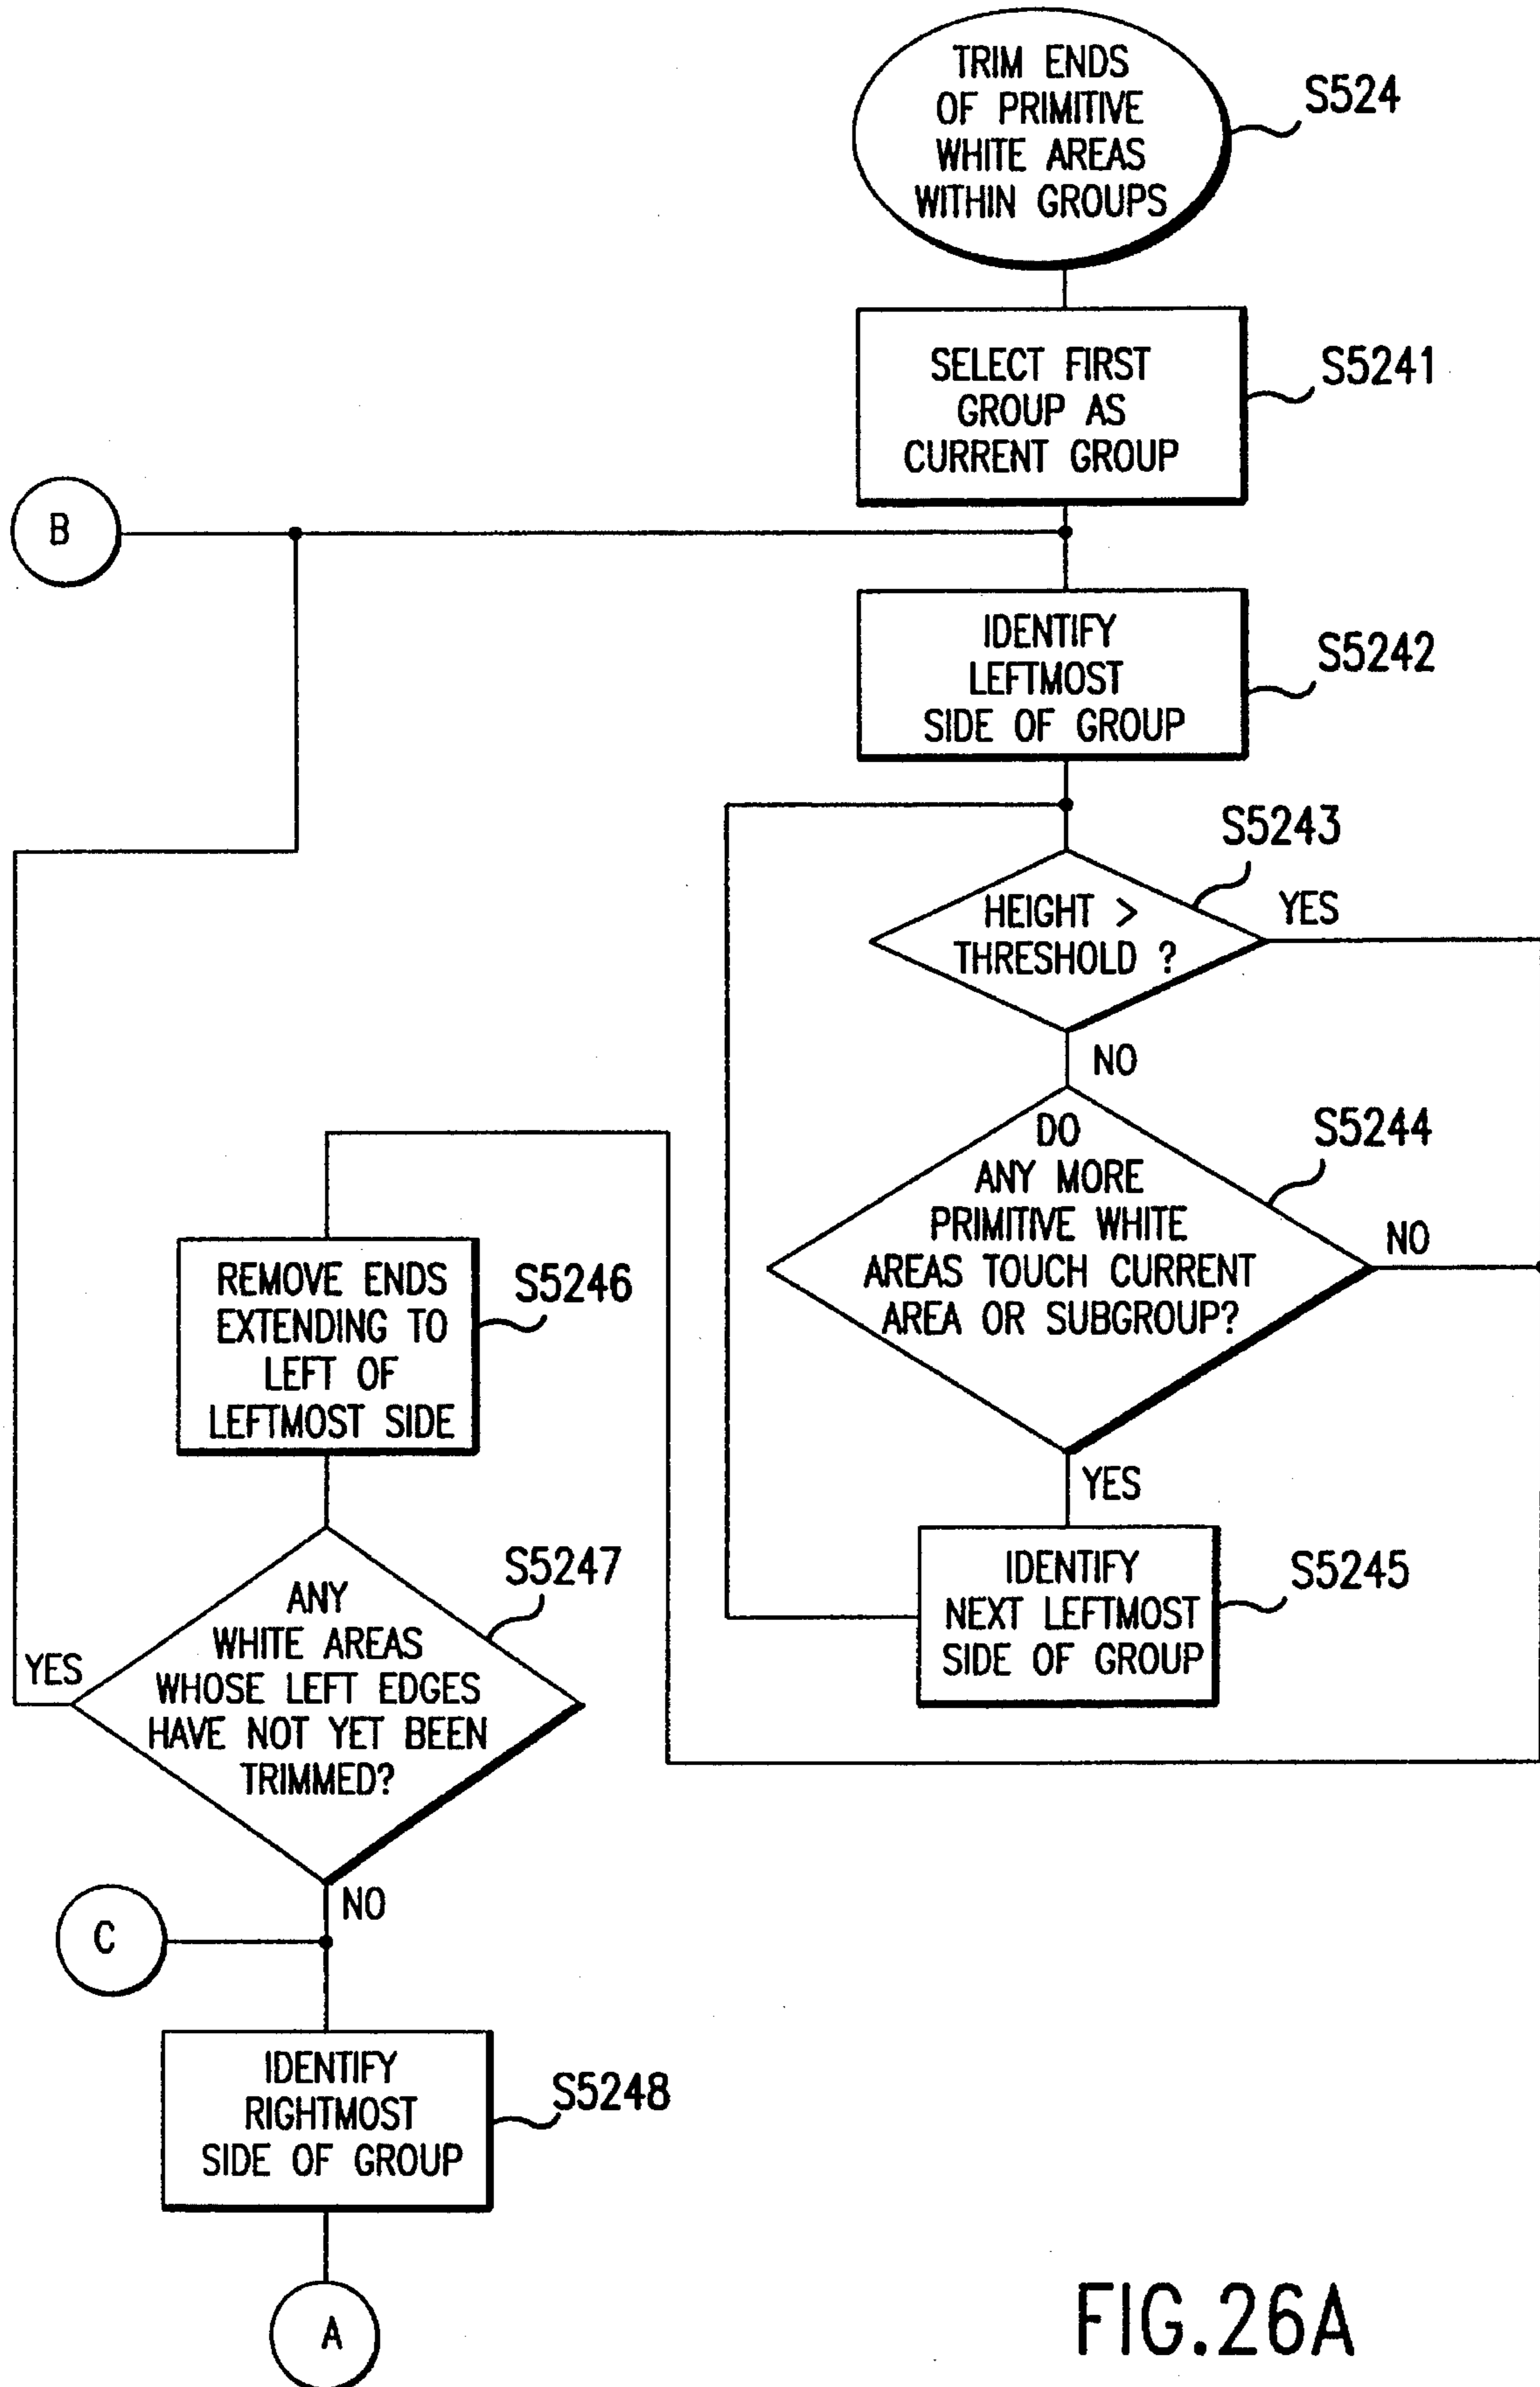 TRIM ENDS
OF PRIMITIVE
WHITE AREAS
WITHIN GROUPS
S524
SELECT FIRST
GROUP AS
CURRENT GROUP
S5241
B
IDENTIFY
LEFTMOST
SIDE OF GROUP
S5242
S5243
HEIGHT >
THRESHOLD ?
YES
NO
DO
ANY MORE
PRIMITIVE WHITE
AREAS TOUCH CURRENT
AREA OR SUBGROUP?
S5244
NO
YES
IDENTIFY
NEXT LEFTMOST
SIDE OF GROUP
S5245
REMOVE ENDS
EXTENDING TO
LEFT OF
LEFTMOST SIDE
S5246
S5247
ANY
WHITE AREAS
WHOSE LEFT EDGES
HAVE NOT YET BEEN
TRIMMED?
YES
NO
C
IDENTIFY
RIGHTMOST
SIDE OF GROUP
S5248
A
FIG.26A